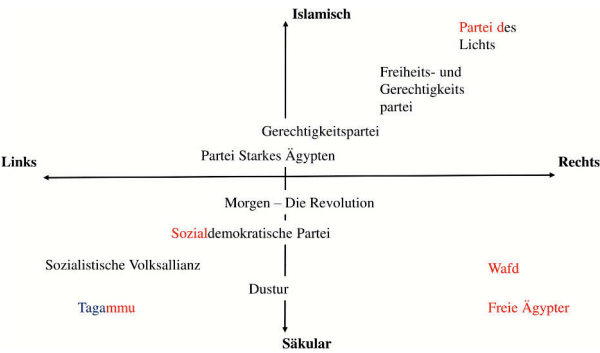 Islamisch
Partei des
Lichts
Freiheits- und
Gerechtigkeits
partei
Gerechtigkeitspartei
Partei Starkes Ägypten
Links
Rechts
Morgen – Die Revolution
Sozialdemokratische Partei
Sozialistische Volksallianz
Wafd
Dustur
Tagammu
Freie Ägypter
Säkular